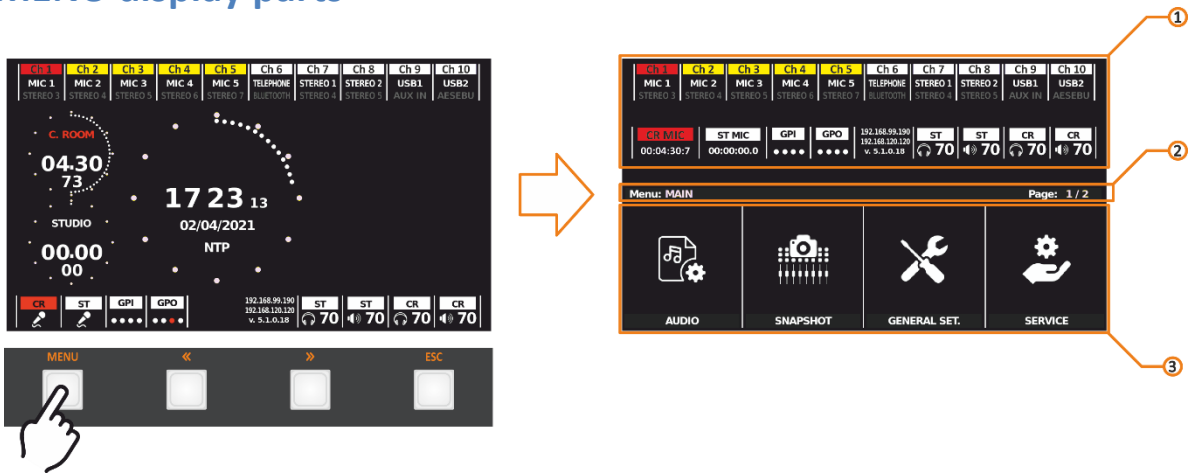 display parts
Ch 1 Ch 2 Ch 3 Ch 4 Ch 5 Ch 6 Ch 7 Ch 8 Ch 9 Ch 10
MIC 1 MIC 2 MIC 3 MIC 4 MIC 5 TELEPHONE STEREO 1 STEREO 2 USB1 USB2
STEREO 3 STEREO 4 STEREO 5 STEREO 6 STEREO 7 BLUETOOTH STEREO 4 STEREO 5 AUX IN AESEBU
C. ROOM
04.30
73
STUDIO
00.00
00
17 23 13
02/04/2021
NTP
CR ST GPI GPO
192.168.99.190
192.168.120.120
v. 5.1.0.18
ST ST CR CR
70 70 70 70
MENU « » ESC
1
Ch 1 Ch 2 Ch 3 Ch 4 Ch 5 Ch 6 Ch 7 Ch 8 Ch 9 Ch 10
MIC 1 MIC 2 MIC 3 MIC 4 MIC 5 TELEPHONE STEREO 1 STEREO 2 USB1 USB2
STEREO 3 STEREO 4 STEREO 5 STEREO 6 STEREO 7 BLUETOOTH STEREO 4 STEREO 5 AUX IN AESEBU
CR MIC ST MIC GPI GPO
00:04:30:7 00:00:00.0
192.168.99.190
192.168.120.120
v. 5.1.0.18
ST ST CR CR
70 70 70 70
2
Menu: MAIN Page: 1 / 2
AUDIO SNAPSHOT GENERAL SET. SERVICE
3